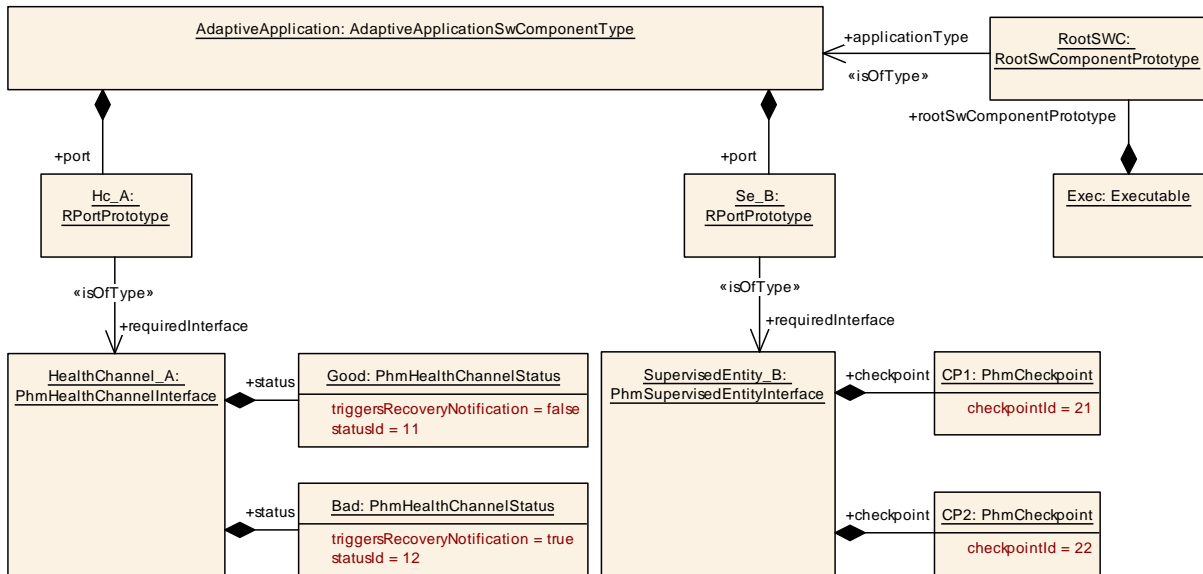 AdaptiveApplication: AdaptiveApplicationSwComponentType
+applicationType
«isOfType»
RootSWC:
RootSwComponentPrototype
+rootSwComponentPrototype
+port
+port
Hc_A:
RPortPrototype
Se_B:
RPortPrototype
Exec: Executable
«isOfType»
+requiredInterface
«isOfType»
+requiredInterface
HealthChannel_A:
PhmHealthChannelInterface
+status
Good: PhmHealthChannelStatus
triggersRecoveryNotification = false
statusId = 11
+status
Bad: PhmHealthChannelStatus
triggersRecoveryNotification = true
statusId = 12
SupervisedEntity_B:
PhmSupervisedEntityInterface
+checkpoint
CP1: PhmCheckpoint
checkpointId = 21
+checkpoint
CP2: PhmCheckpoint
checkpointId = 22